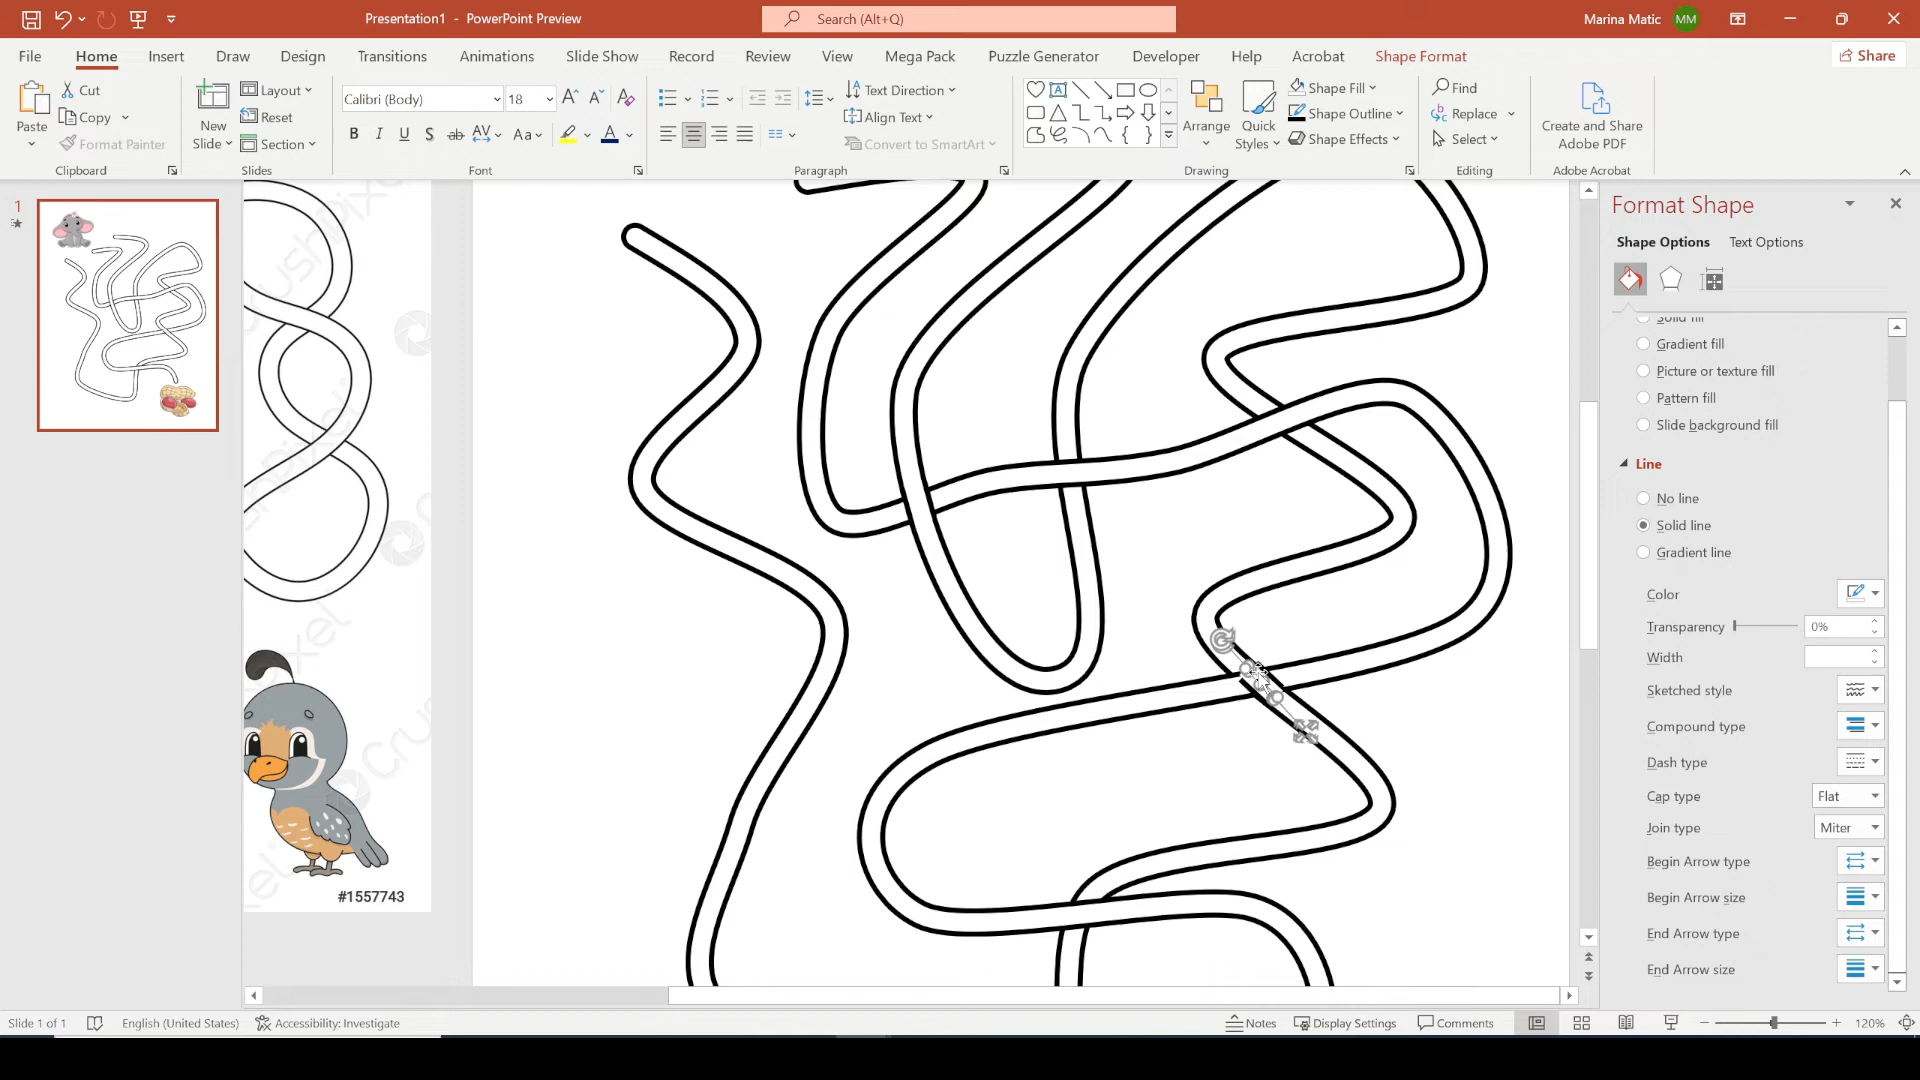 Presentation1 - PowerPoint Preview
Search (Alt+Q)
Marina Matic
MM
File Home Insert Draw Design Transitions Animations Slide Show Record Review View Mega Pack Puzzle Generator Developer Help Acrobat Shape Format
Share
Paste
Cut
Copy
Format Painter
Clipboard
New Slide
Layout
Reset
Section
Slides
Calibri (Body)
18
B I U S ab AV Aa A
Font
Text Direction
Align Text
Convert to SmartArt
Paragraph
Arrange
Quick Styles
Shape Fill
Shape Outline
Shape Effects
Drawing
Find
Replace
Select
Editing
Create and Share
Adobe PDF
Adobe Acrobat
1
#1557743
Format Shape
Shape Options Text Options
Solid fill
Gradient fill
Picture or texture fill
Pattern fill
Slide background fill
Line
No line
Solid line
Gradient line
Color
Transparency 0%
Width
Sketched style
Compound type
Dash type
Cap type Flat
Join type Miter
Begin Arrow type
Begin Arrow size
End Arrow type
End Arrow size
Slide 1 of 1
English (United States)
Accessibility: Investigate
Notes
Display Settings
Comments
120%